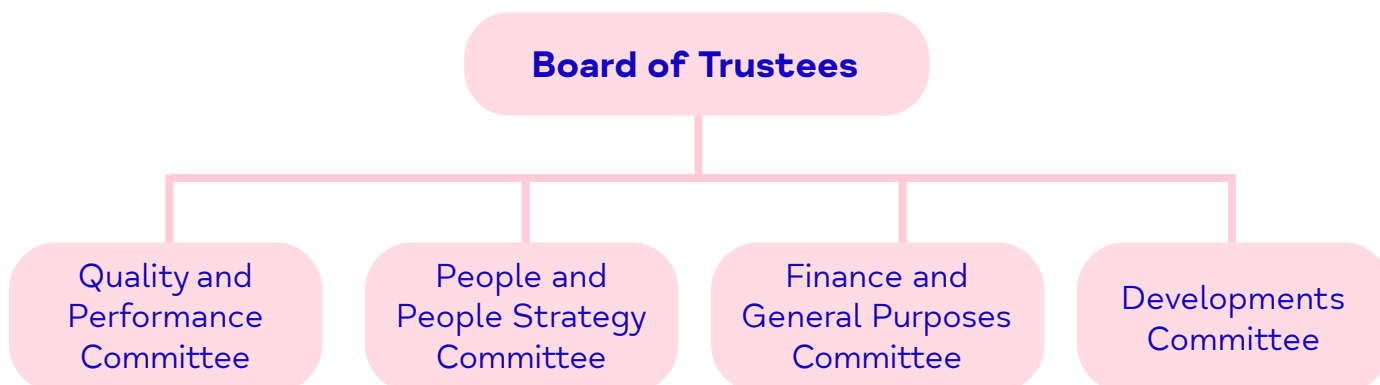 Board of Trustees
Quality and
Performance
Committee
People and
People Strategy
Committee
Finance and
General Purposes
Committee
Developments
Committee